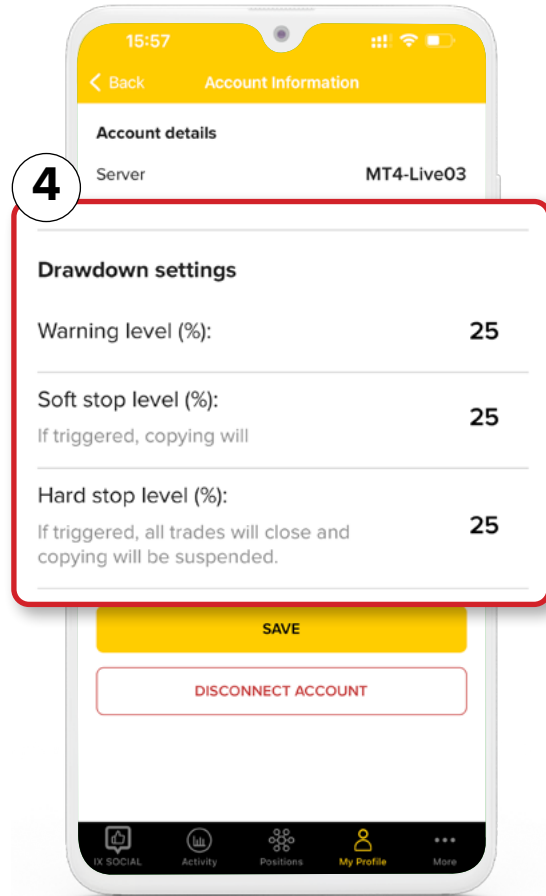 15:57
Back
Account Information
Account details
Server
MT4-Live03
4
Drawdown settings
Warning level (%):
25
Soft stop level (%):
25
If triggered, copying will
Hard stop level (%):
25
If triggered, all trades will close and
copying will be suspended.
SAVE
DISCONNECT ACCOUNT
IX SOCIAL
Activity
Positions
My Profile
More